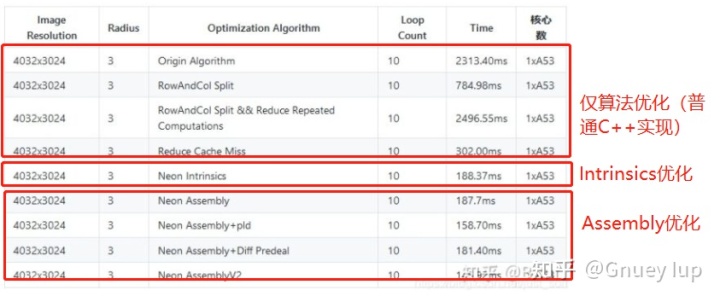 Image Resolution Radius Optimization Algorithm Loop Count Time 核心数
4032x3024 3 Origin Algorithm 10 2313.40ms 1xA53
4032x3024 3 RowAndCol Split 10 784.98ms 1xA53
4032x3024 3 RowAndCol Split && Reduce Repeated Computations 10 2496.55ms 1xA53
4032x3024 3 Reduce Cache Miss 10 302.00ms 1xA53
仅算法优化（普
通C++实现）
4032x3024 3 Neon Intrinsics 10 188.37ms 1xA53
Intrinsics优化
4032x3024 3 Neon Assembly 10 187.7ms 1xA53
4032x3024 3 Neon Assembly+pld 10 158.70ms 1xA53
Assembly优化
4032x3024 3 Neon Assembly+Diff Predeal 10 181.40ms 1xA53
4032x3024 3 Neon AssemblyV2 10 1xA53
知乎 @Gnuey Iup